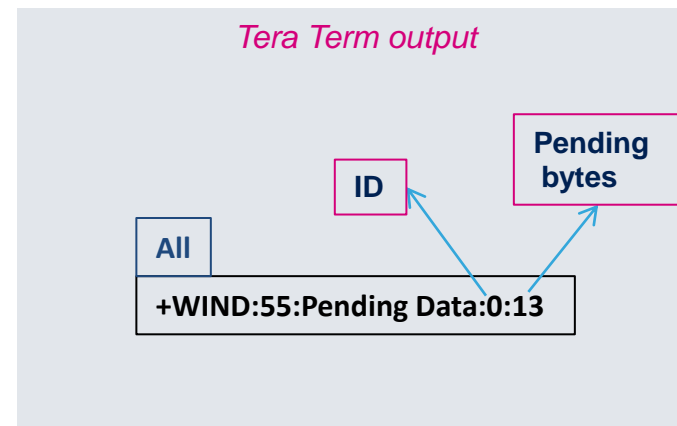 Tera Term output
Pending
bytes
ID
All
+WIND:55:Pending Data:0:13